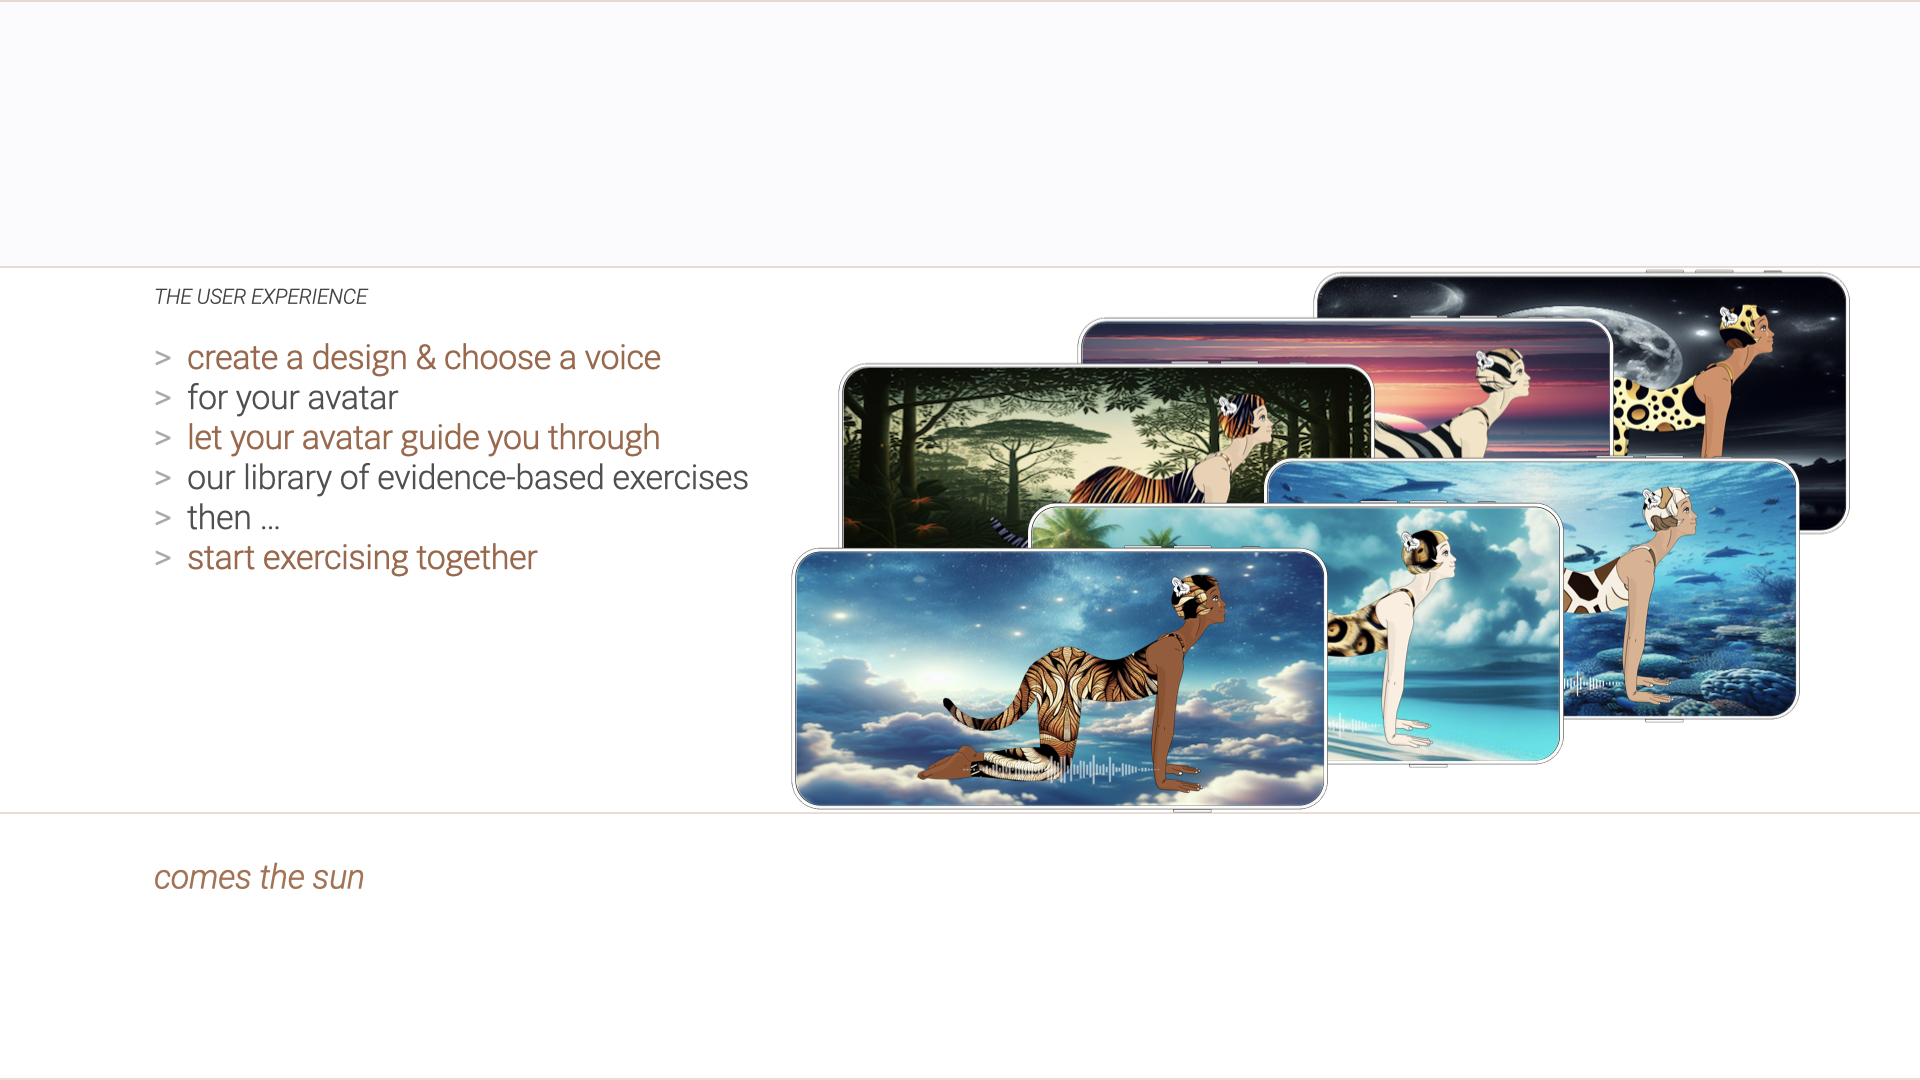 THE USER EXPERIENCE
> create a design & choose a voice
> for your avatar
> let your avatar guide you through
> our library of evidence-based exercises
> then ...
> start exercising together
comes the sun